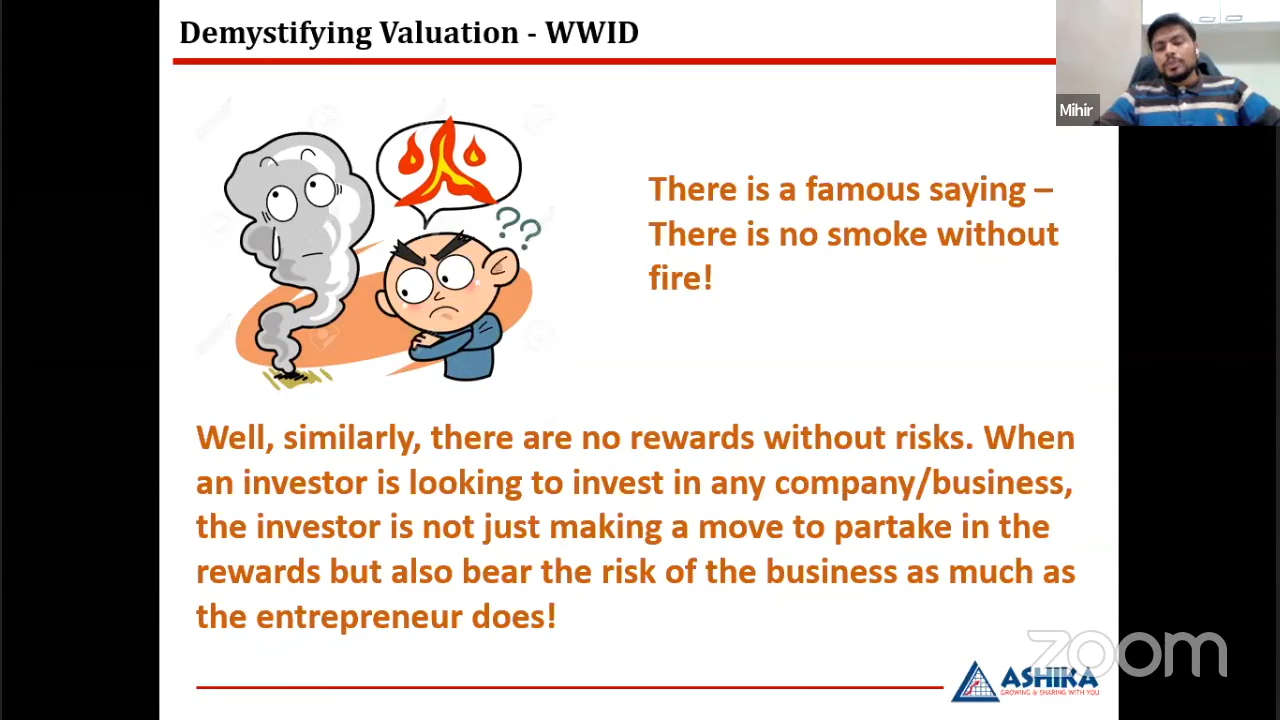 Demystifying Valuation - WWID
Mihir
??
There is a famous saying –
There is no smoke without
fire!
Well, similarly, there are no rewards without risks. When
an investor is looking to invest in any company/business,
the investor is not just making a move to partake in the
rewards but also bear the risk of the business as much as
the entrepreneur does!
zoom
ASHIKA
GROWING & SHARING WITH YOU